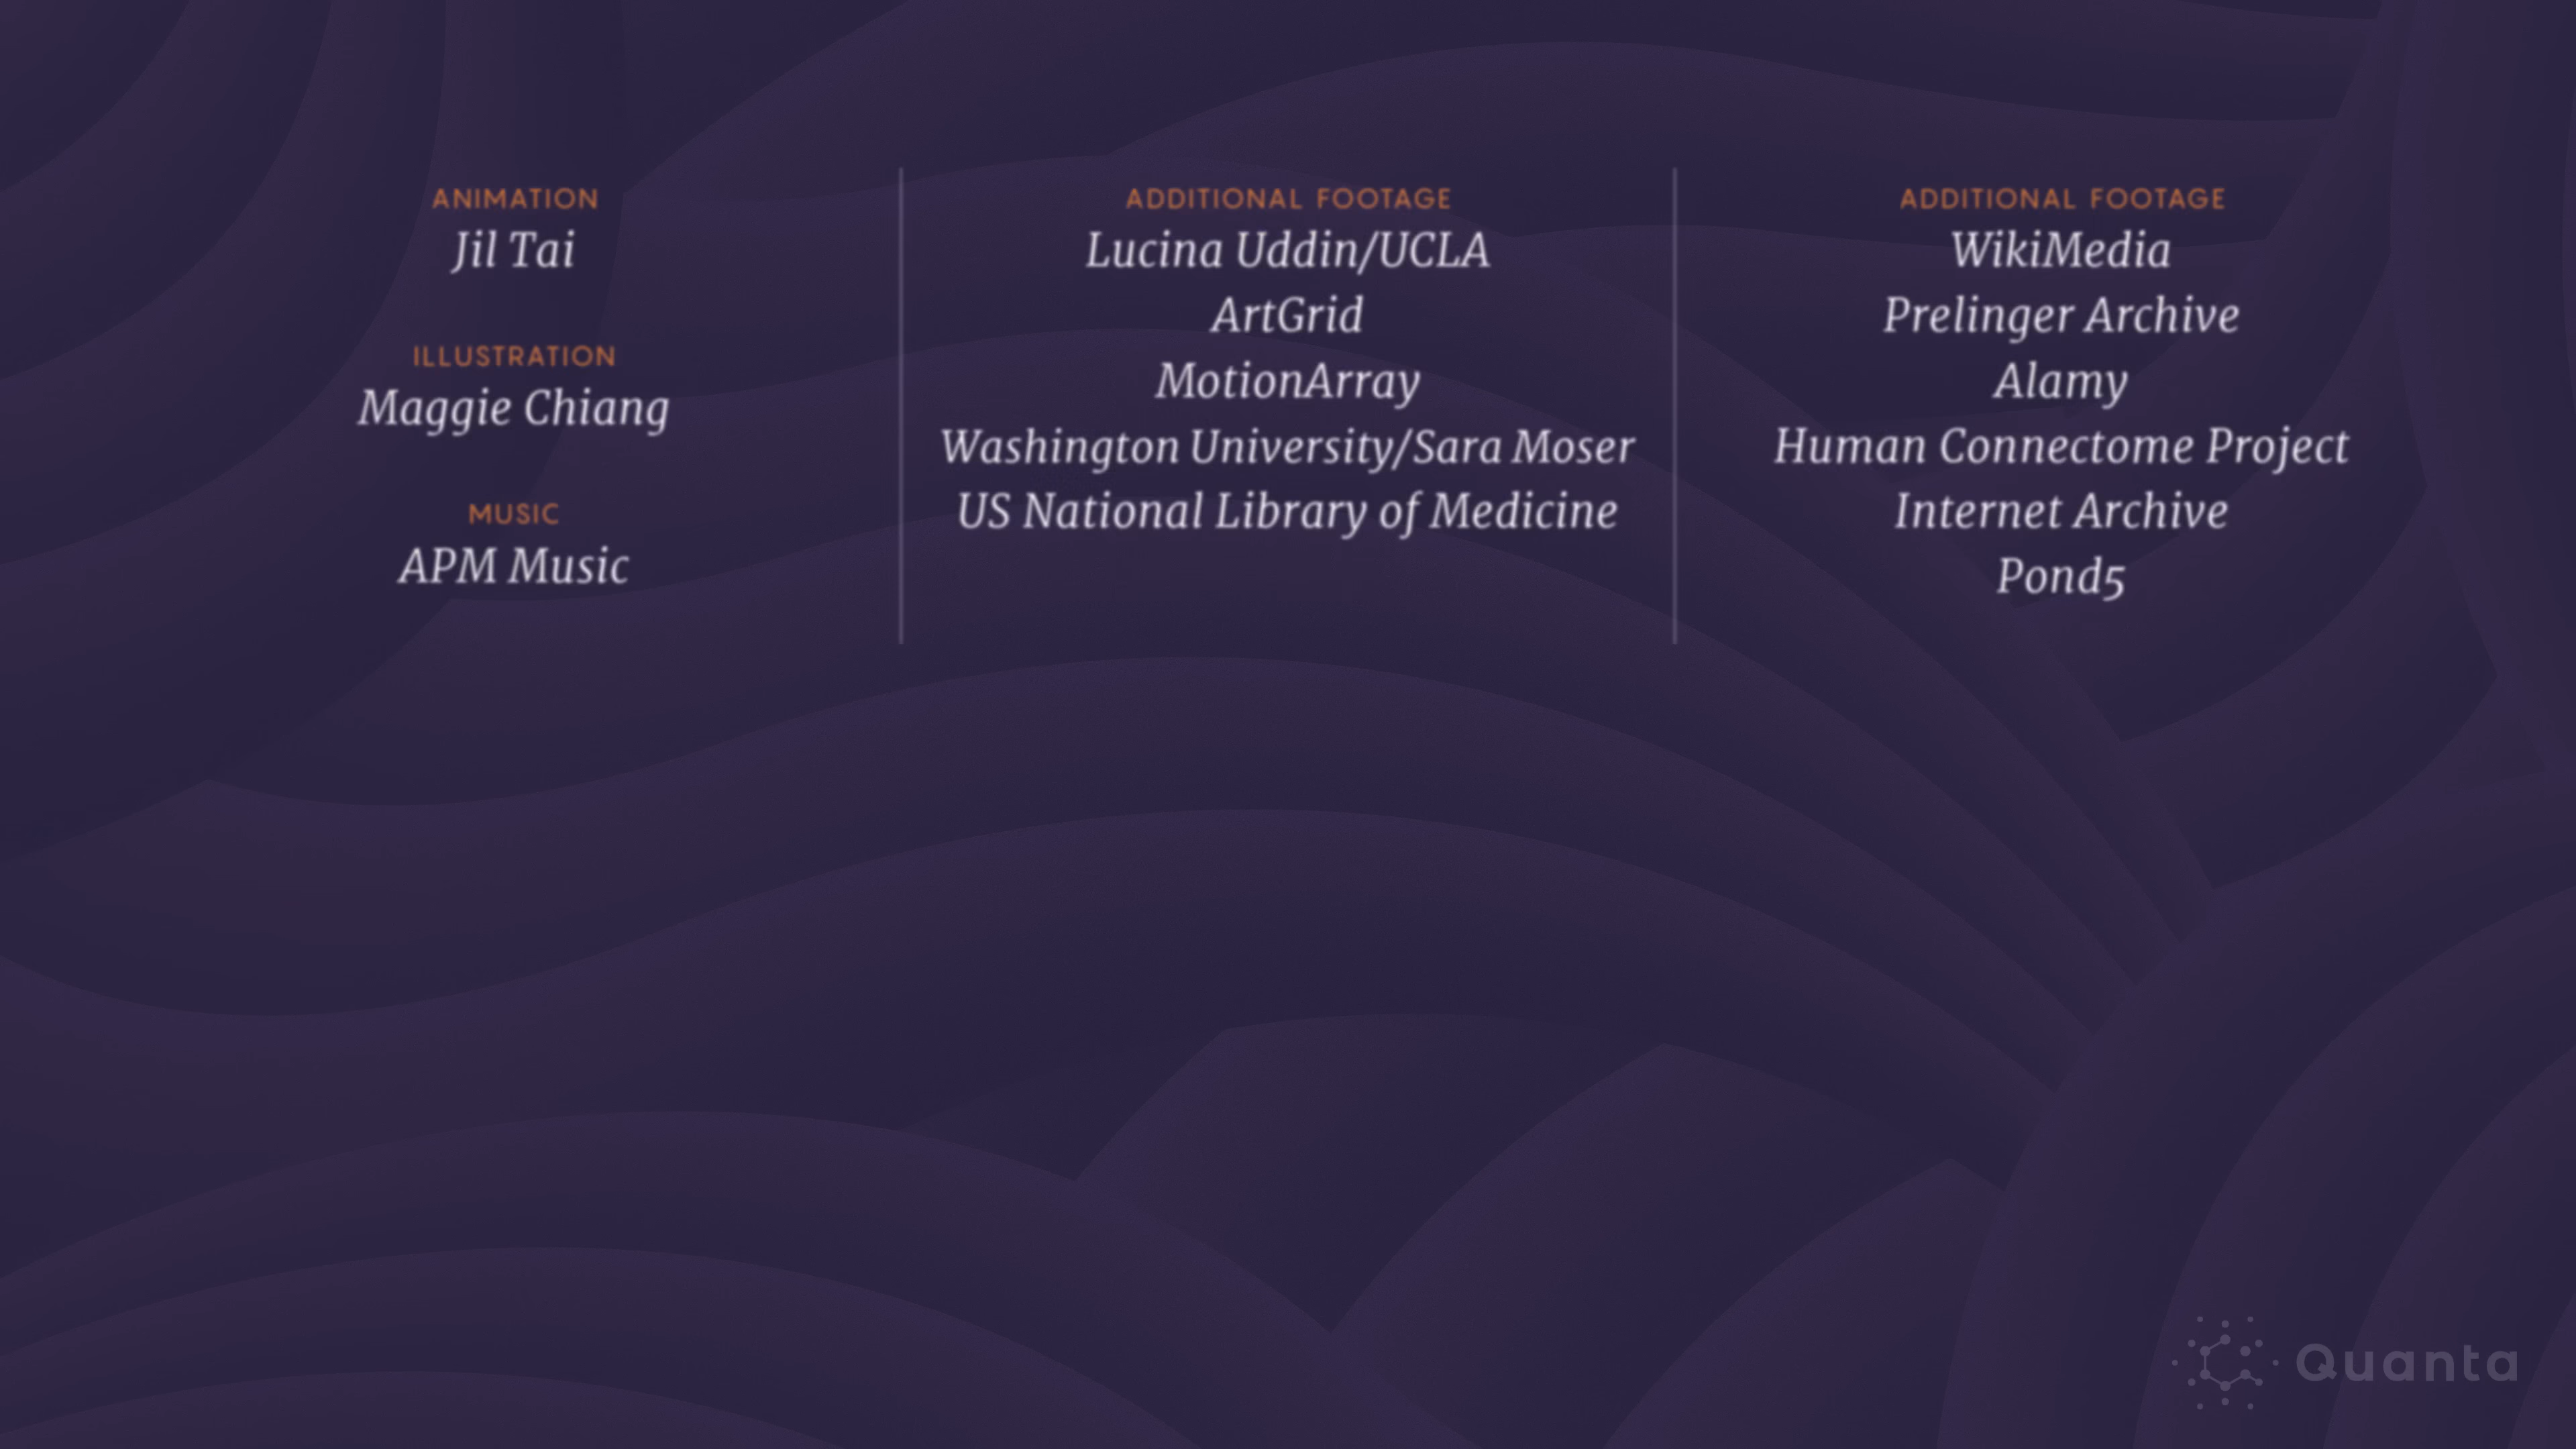 ANIMATION
Jil Tai
ILLUSTRATION
Maggie Chiang
MUSIC
APM Music
ADDITIONAL FOOTAGE
Lucina Uddin/UCLA
ArtGrid
MotionArray
Washington University/Sara Moser
US National Library of Medicine
ADDITIONAL FOOTAGE
WikiMedia
Prelinger Archive
Alamy
Human Connectome Project
Internet Archive
Pond5
Quanta